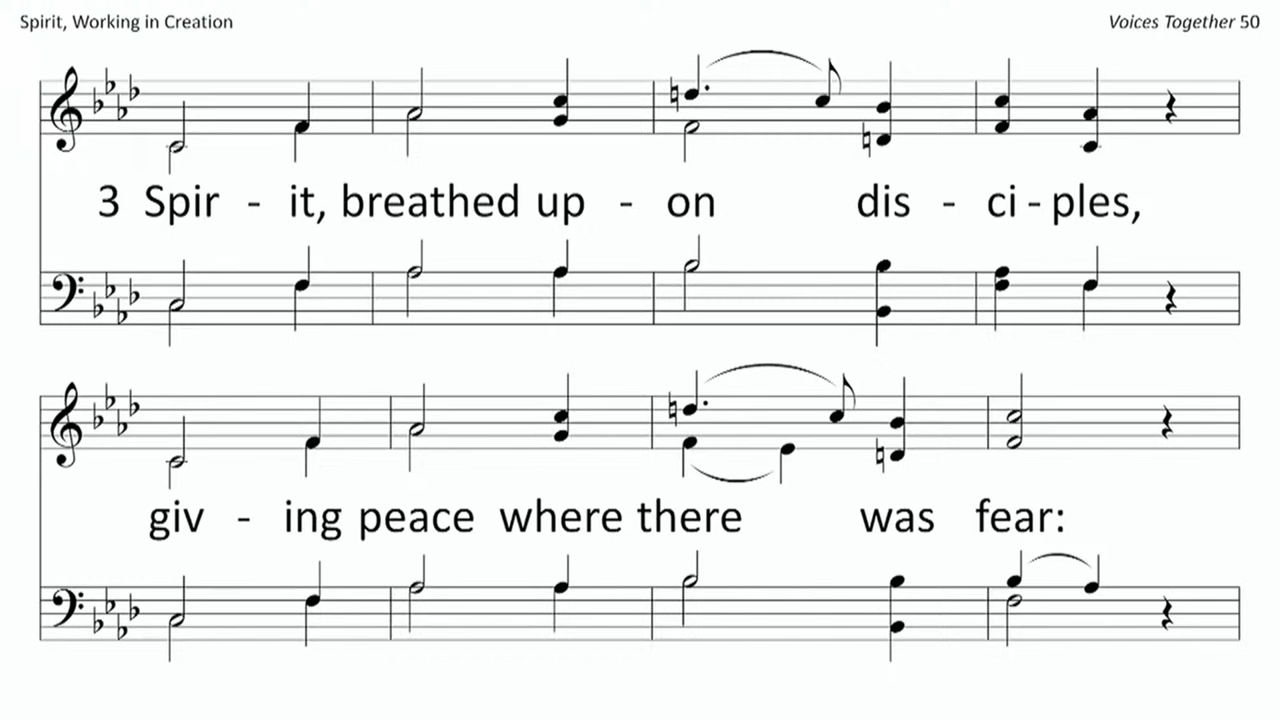 Spirit, Working in Creation
Voices Together 50
3 Spir - it, breathed up - on dis - ci - ples,
giv - ing peace where there was fear: